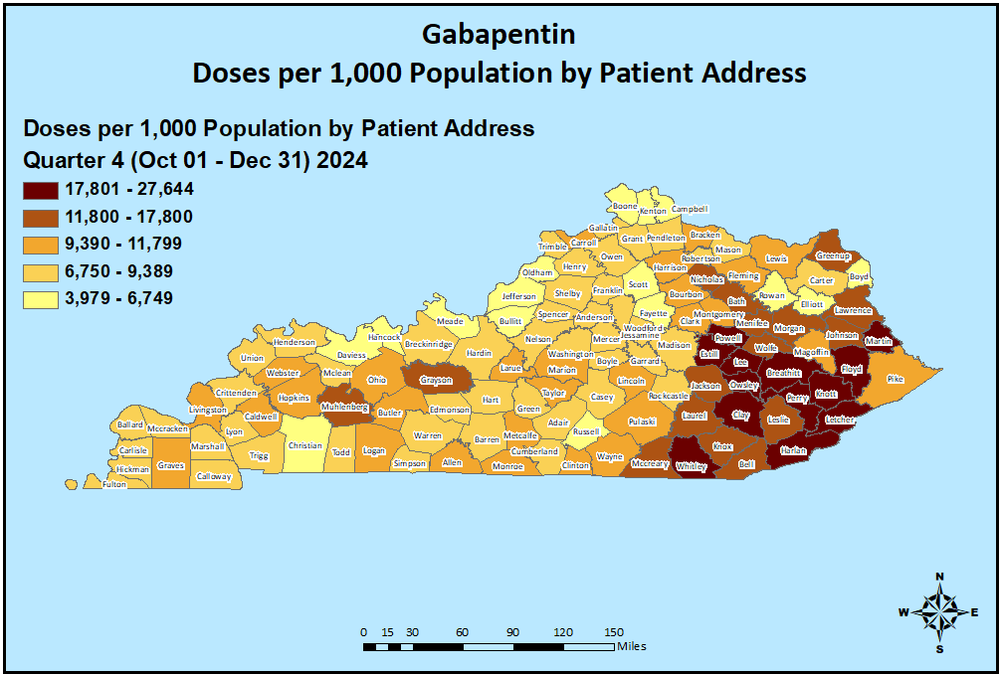 Gabapentin
Doses per 1,000 Population by Patient Address
Doses per 1,000 Population by Patient Address
Quarter 4 (Oct 01 - Dec 31) 2024
17,801 - 27,644
11,800 - 17,800
9,390 - 11,799
6,750 - 9,389
3,979 - 6,749
Boone
Kenton
Campbell
Gallatin
Trimble
Carroll
Grant
Pendleton
Bracken
Mason
Owen
Robertson
Lewis
Greenup
Oldham
Henry
Harrison
Nicholas
Fleming
Carter
Boyd
Jefferson
Shelby
Franklin
Scott
Bourbon
Bath
Rowan
Elliott
Lawrence
Meade
Bullitt
Spencer
Anderson
Woodford
Fayette
Clark
Montgomery
Menifee
Morgan
Johnson
Martin
Henderson
Daviess
Hancock
Breckinridge
Hardin
Nelson
Mercer
Jessamine
Madison
Estill
Powell
Wolfe
Magoffin
Floyd
Pike
Union
Webster
Mclean
Ohio
Grayson
Larue
Washington
Marion
Boyle
Garrard
Lee
Breathitt
Crittenden
Hopkins
Muhlenberg
Butler
Edmonson
Hart
Green
Taylor
Casey
Lincoln
Rockcastle
Jackson
Owsley
Perry
Knott
Letcher
Livingston
Caldwell
Ballard
Mccracken
Lyon
Christian
Todd
Logan
Warren
Barren
Metcalfe
Adair
Russell
Pulaski
Laurel
Clay
Leslie
Harlan
Carlisle
Marshall
Trigg
Simpson
Allen
Monroe
Cumberland
Clinton
Wayne
Mccreary
Whitley
Knox
Bell
Hickman
Graves
Calloway
Fulton
N
W
E
S
0 15 30 60 90 120 150
Miles